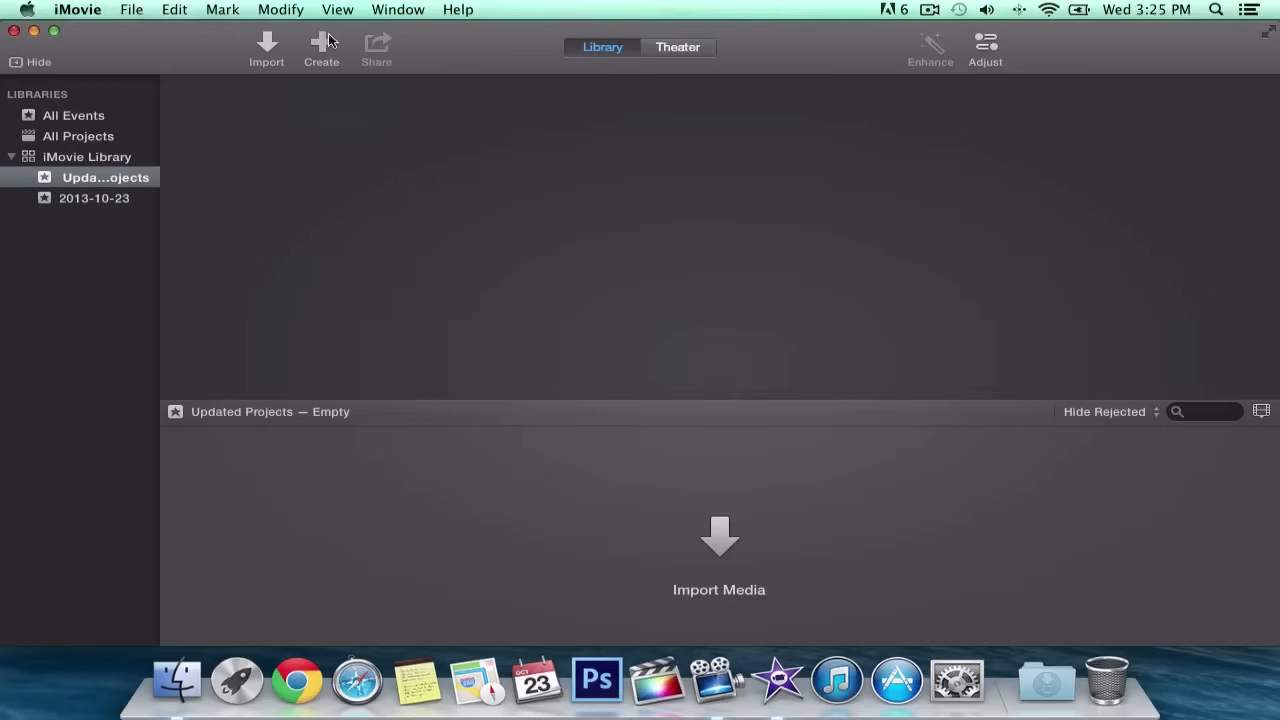 iMovie File Edit Mark Modify View Window Help 6 Wed 3:25 PM
Hide Import Create Share Library Theater Enhance Adjust
LIBRARIES
All Events
All Projects
iMovie Library
Upda...ojects
2013-10-23
Updated Projects — Empty Hide Rejected
Import Media
OCT
23
Ps